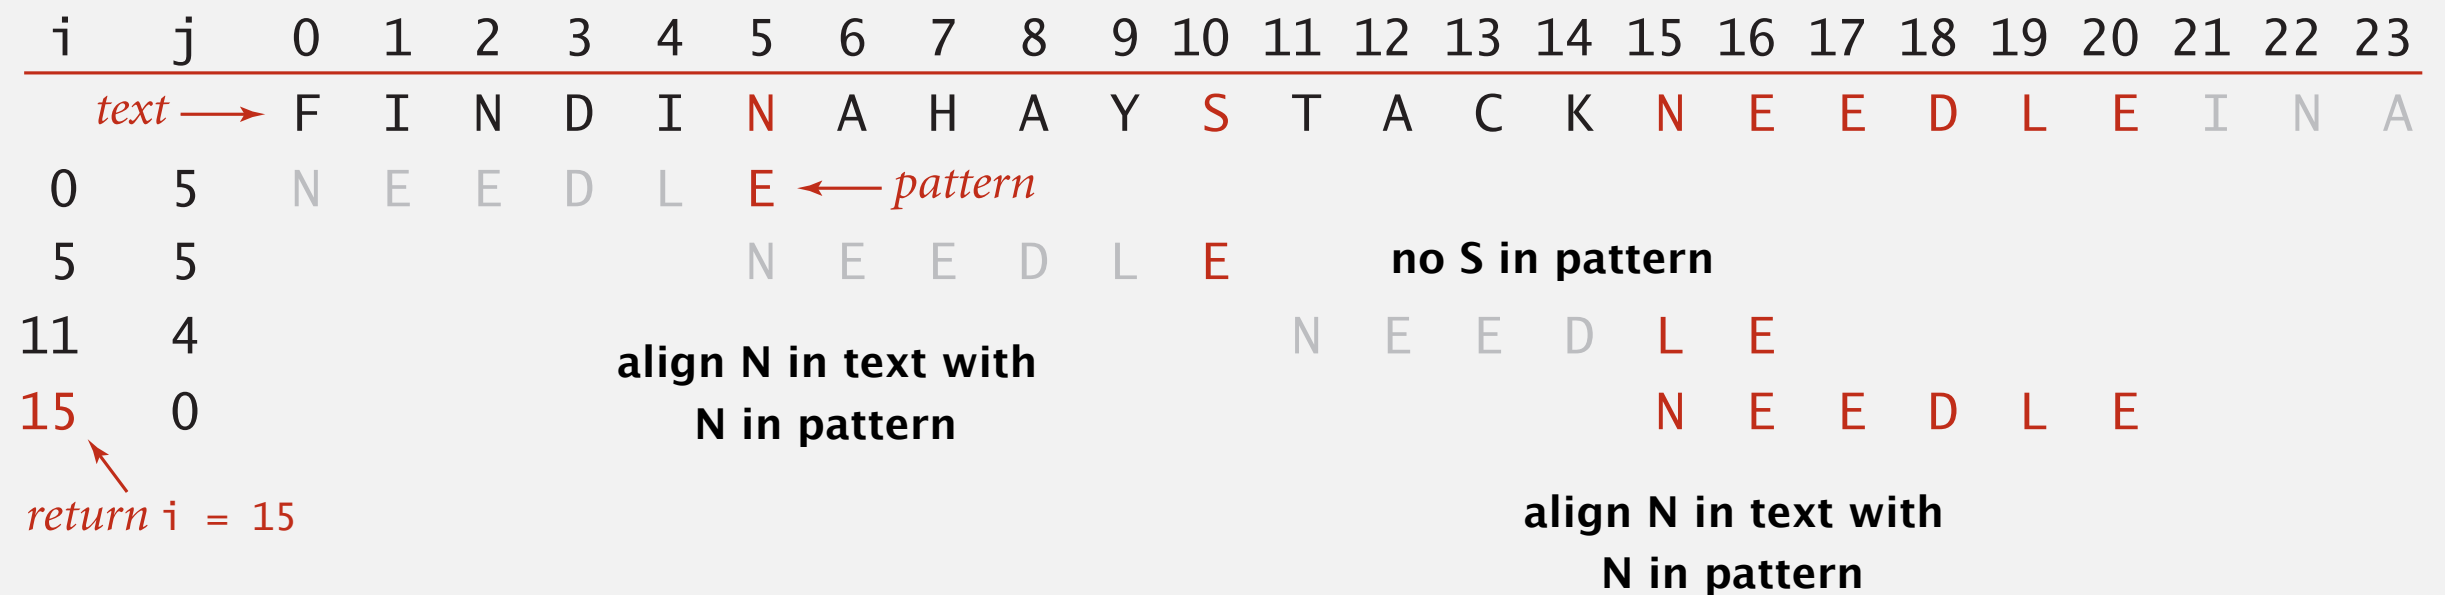 i j 0 1 2 3 4 5 6 7 8 9 10 11 12 13 14 15 16 17 18 19 20 21 22 23
text F I N D I N A H A Y S T A C K N E E D L E I N A
0 5 N E E D L E pattern
5 5 N E E D L E no S in pattern
11 4 N E E D L E
align N in text with
15 0 N E E D L E
N in pattern
return i = 15
align N in text with
N in pattern